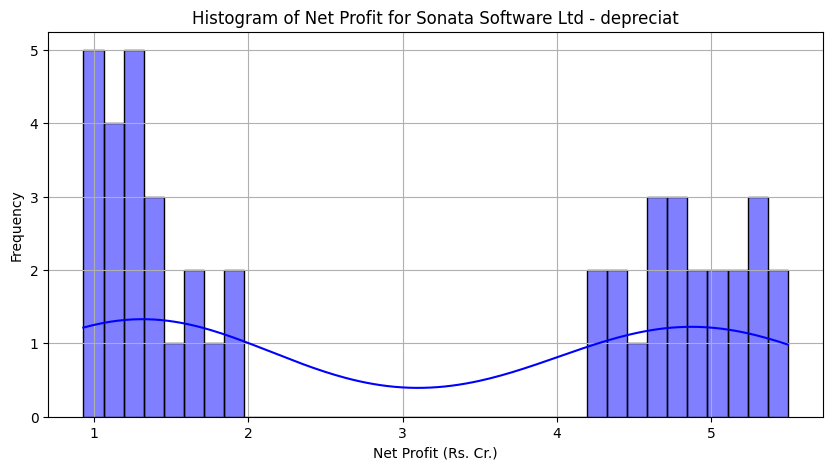 Histogram of Net Profit for Sonata Software Ltd - depreciat
Frequency
5
4
3
2
1
0
1 2 3 4 5
Net Profit (Rs. Cr.)